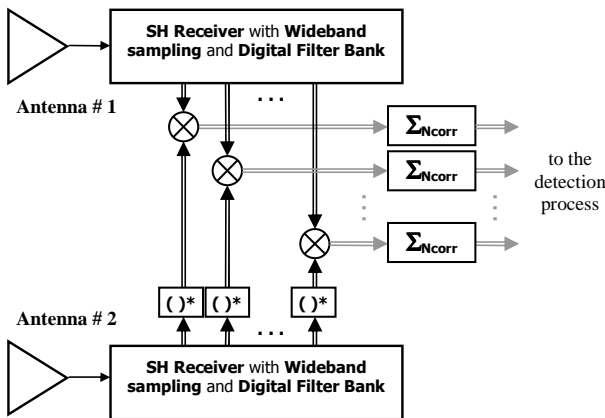 SH Receiver with Wideband
sampling and Digital Filter Bank
Antenna # 1
. . .
ΣNcorr
ΣNcorr
to the
detection
process
ΣNcorr
( )*
( )*
( )*
Antenna # 2
. . .
SH Receiver with Wideband
sampling and Digital Filter Bank